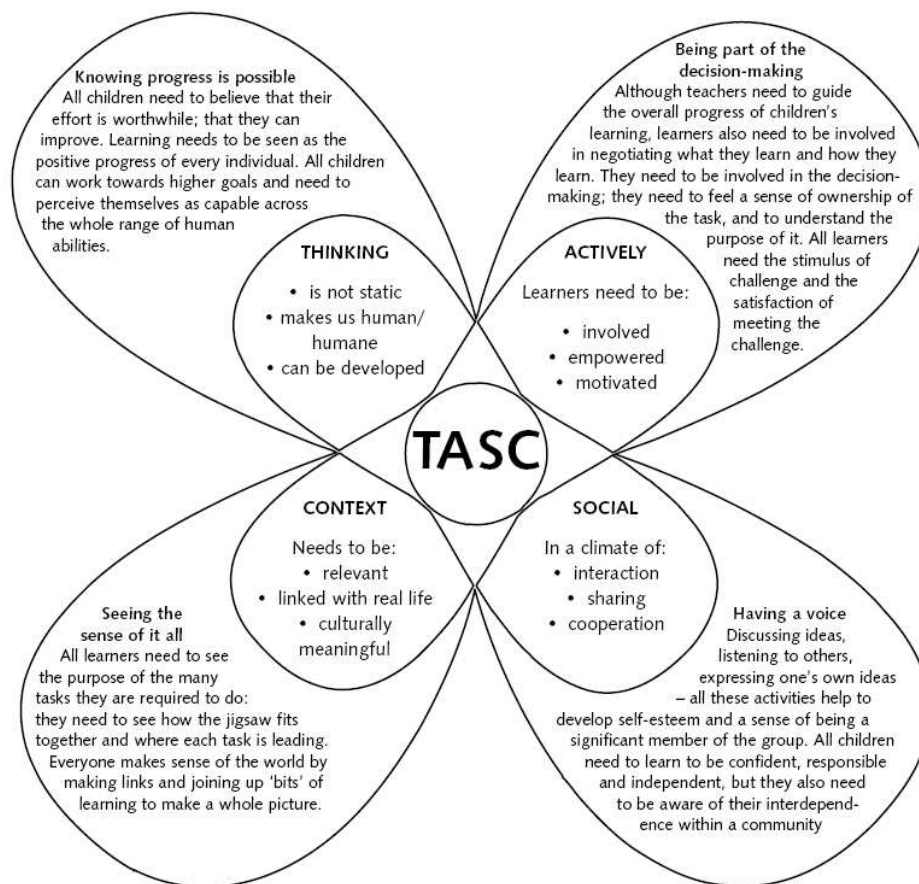 Knowing progress is possible
All children need to believe that their
effort is worthwhile; that they can
improve. Learning needs to be seen as the
positive progress of every individual. All children
can work towards higher goals and need to
perceive themselves as capable across
the whole range of human
abilities.
Being part of the
decision-making
Although teachers need to guide
the overall progress of children's
learning, learners also need to be involved
in negotiating what they learn and how they
learn. They need to be involved in the decision-
making; they need to feel a sense of ownership of
the task, and to understand the
purpose of it. All learners
need the stimulus of
challenge and the
satisfaction of
meeting the
challenge.
THINKING
• is not static
• makes us human/
humane
• can be developed
ACTIVELY
Learners need to be:
• involved
• empowered
• motivated
TASC
CONTEXT
Needs to be:
• relevant
• linked with real life
• culturally
meaningful
SOCIAL
In a climate of:
• interaction
• sharing
• cooperation
Seeing the
sense of it all
All learners need to see
the purpose of the many
tasks they are required to do:
they need to see how the jigsaw fits
together and where each task is leading.
Everyone makes sense of the world by
making links and joining up 'bits' of
learning to make a whole picture.
Having a voice
Discussing ideas,
listening to others,
expressing one's own ideas
– all these activities help to
develop self-esteem and a sense of being a
significant member of the group. All children
need to learn to be confident, responsible
and independent, but they also need
to be aware of their interdepend-
ence within a community